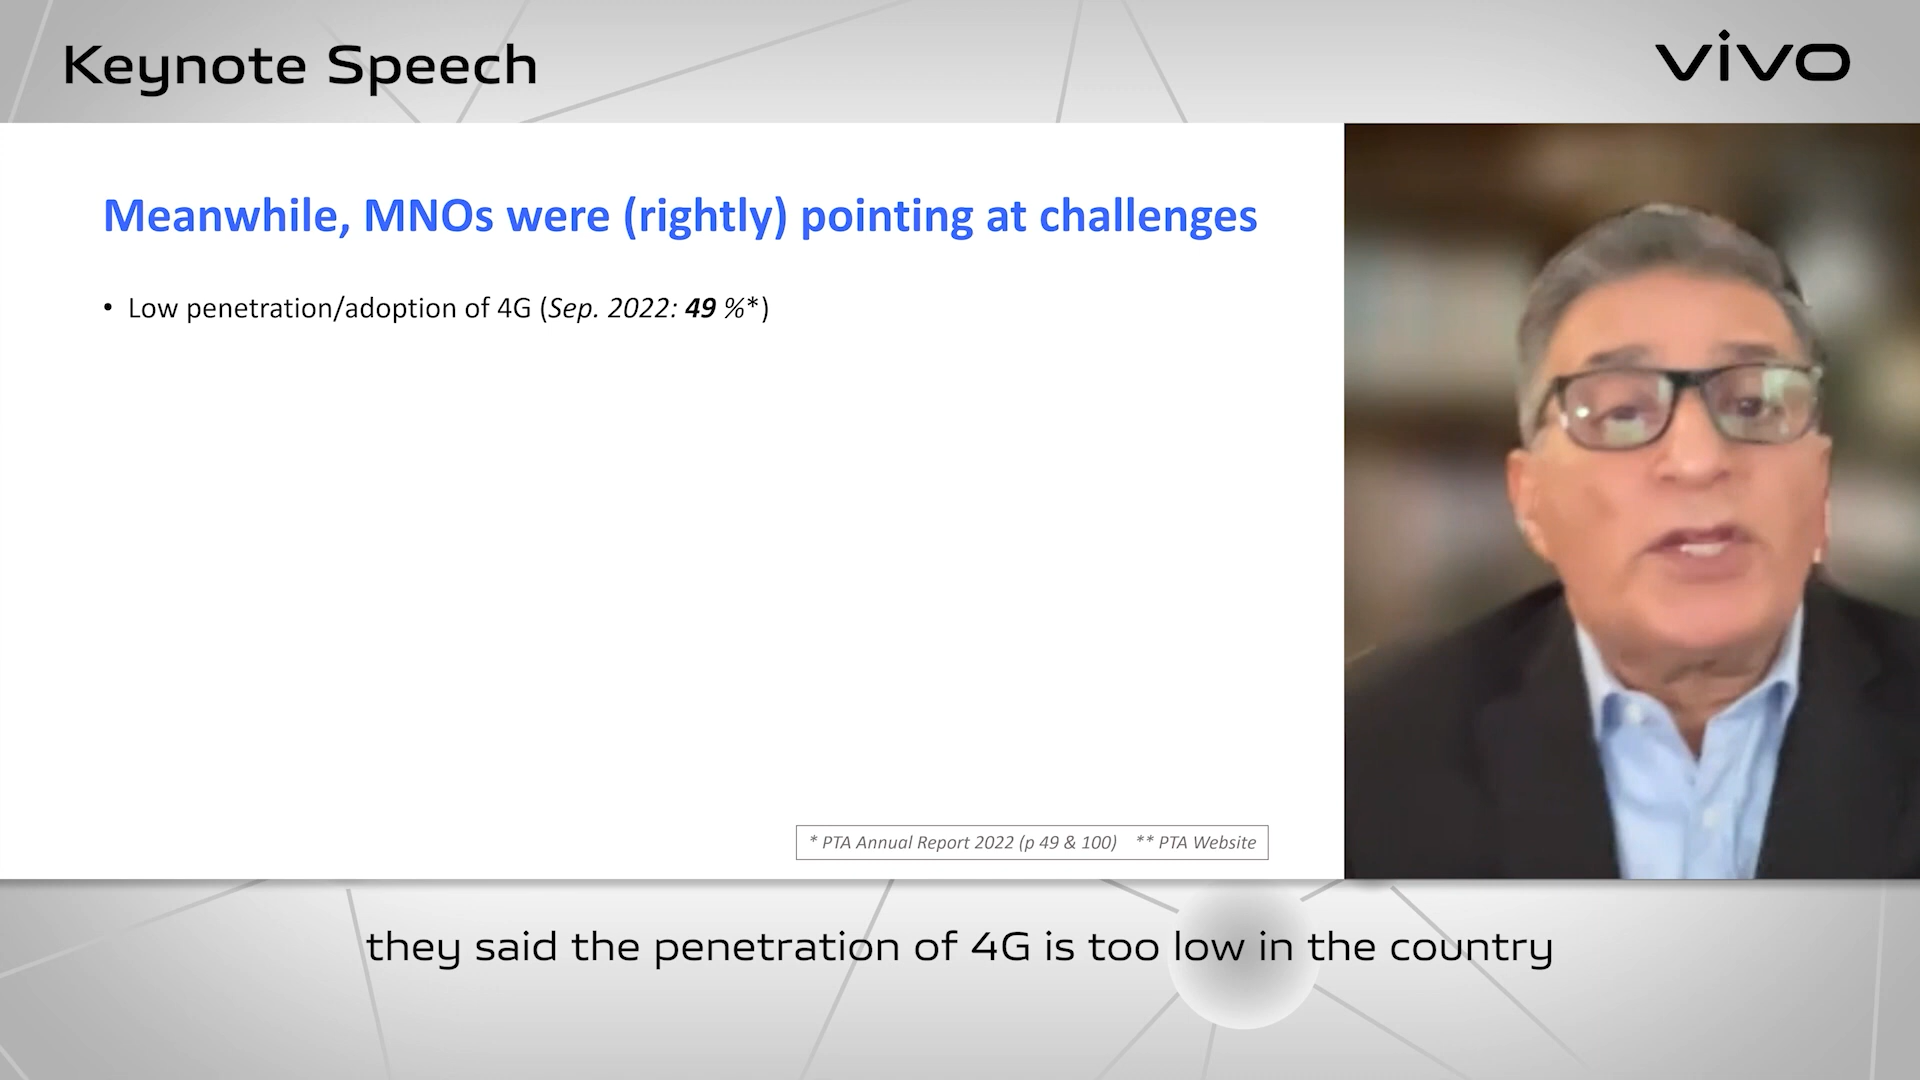 Keynote Speech
vivo
Meanwhile, MNOs were (rightly) pointing at challenges
• Low penetration/adoption of 4G (Sep. 2022: 49 %*)
* PTA Annual Report 2022 (p 49 & 100) ** PTA Website
they said the penetration of 4G is too low in the country